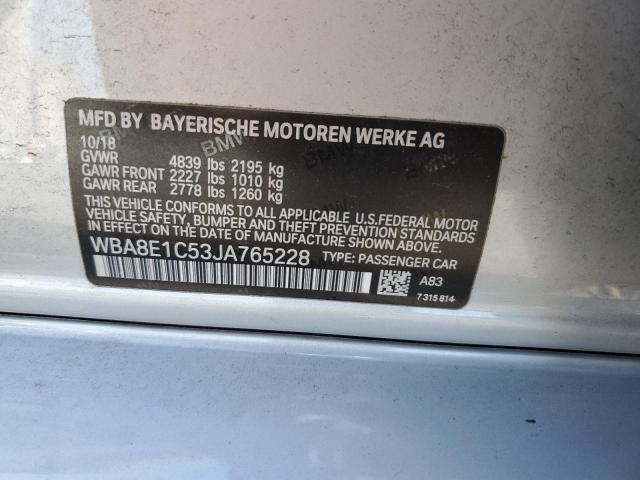 MFD BY BAYERISCHE MOTOREN WERKE AG
10/18
GVWR 4839 lbs 2195 kg
GAWR FRONT 2227 lbs 1010 kg
GAWR REAR 2778 lbs 1260 kg
THIS VEHICLE CONFORMS TO ALL APPLICABLE U.S.FEDERAL MOTOR
VEHICLE SAFETY, BUMPER AND THEFT PREVENTION STANDARDS
IN EFFECT ON THE DATE OF MANUFACTURE SHOWN ABOVE.
WBA8E1C53JA765228 TYPE: PASSENGER CAR
A83
7 315 814